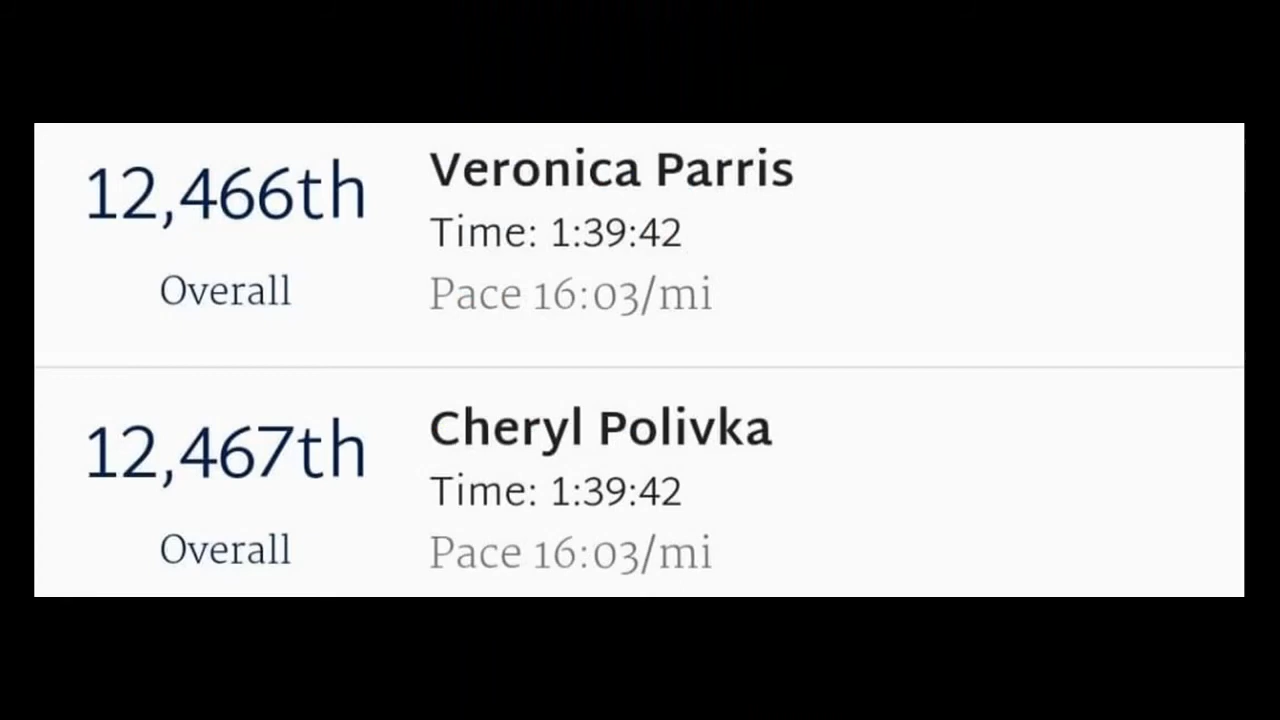 12,466th
Overall
Veronica Parris
Time: 1:39:42
Pace 16:03/mi
12,467th
Overall
Cheryl Polivka
Time: 1:39:42
Pace 16:03/mi